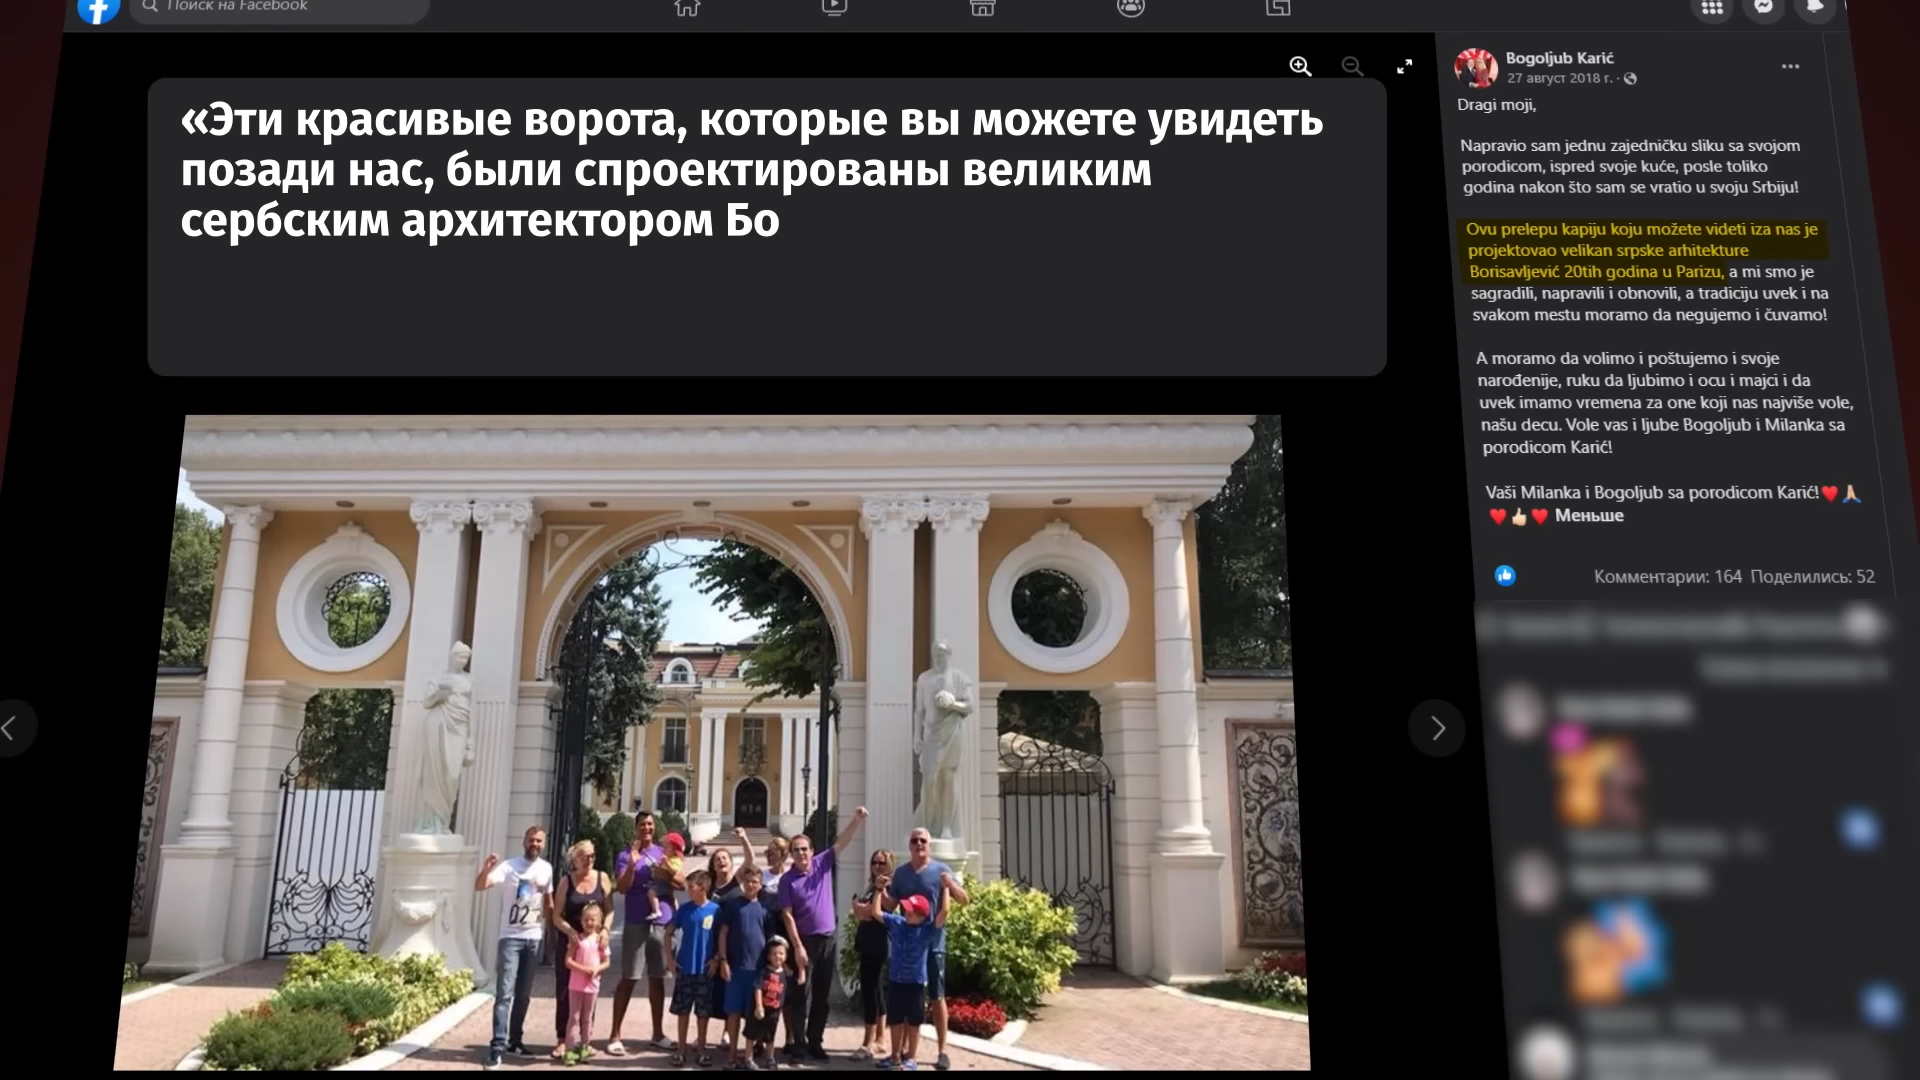 Поиск на Facebook
«Эти красивые ворота, которые вы можете увидеть
позади нас, были спроектированы великим
сербским архитектором Бо
Bogoljub Karić
27 август 2018 г. ·
Dragi moji,
Napravio sam jednu zajedničku sliku sa svojom
porodicom, ispred svoje kuće, posle toliko
godina nakon što sam se vratio u svoju Srbiju!
Ovu prelepu kapiju koju možete videti iza nas je
projektovao velikan srpske arhitekture
Borisavljević 20tih godina u Parizu, a mi smo je
sagradili, napravili i obnovili, a tradiciju uvek i na
svakom mestu moramo da negujemo i čuvamo!
A moramo da volimo i poštujemo i svoje
narođenije, ruku da ljubimo i ocu i majci i da
uvek imamo vremena za one koji nas najviše vole,
našu decu. Vole vas i ljube Bogoljub i Milanka sa
porodicom Karić!
Vaši Milanka i Bogoljub sa porodicom Karić!❤️🙏🏼
❤️👍🏻❤️ Меньше
Комментарии: 164 Поделились: 52
02